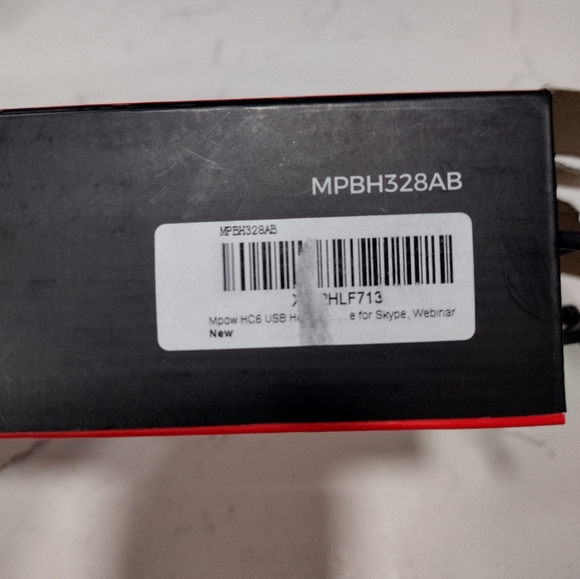 MPBH328AB
MPBH328AB
HLF713
Mpow HC6 USB
...e for Skype, Webinar
New